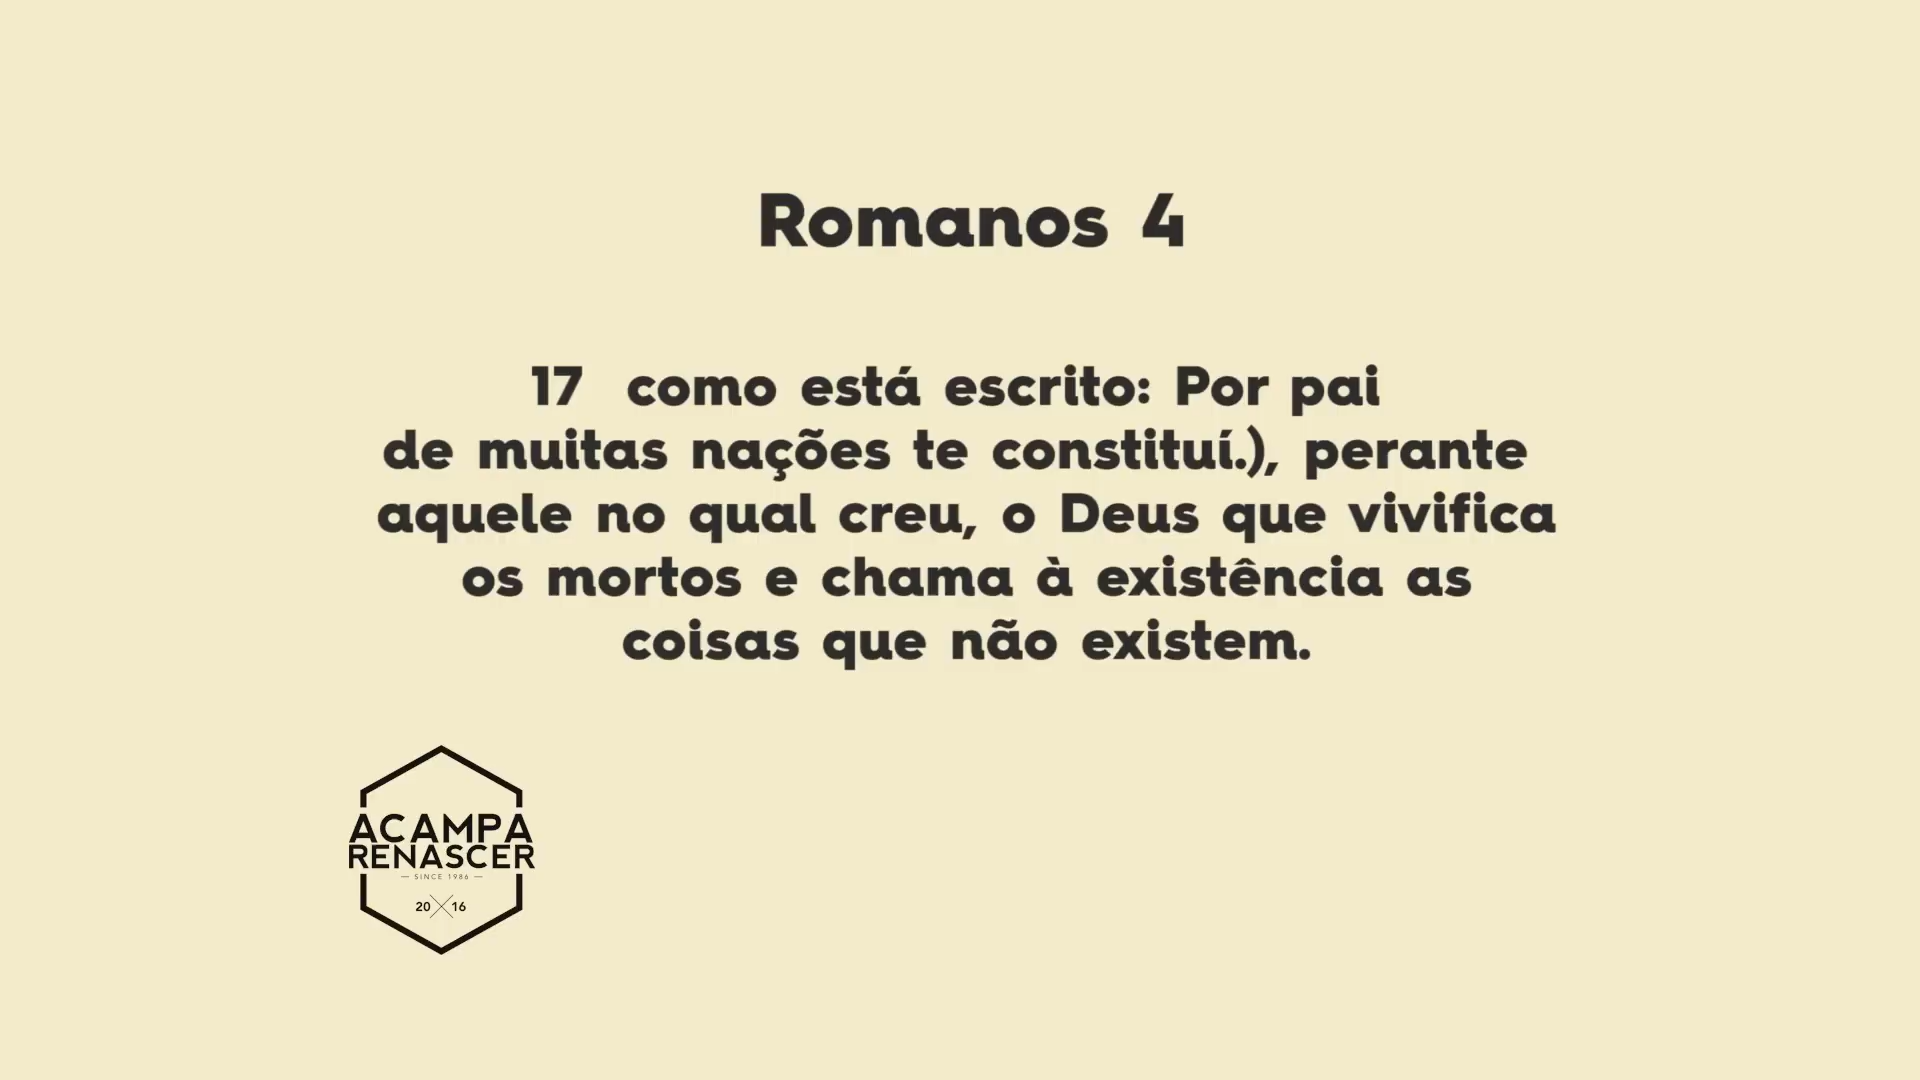 Romanos 4
17 como está escrito: Por pai
de muitas nações te constituí.), perante
aquele no qual creu, o Deus que vivifica
os mortos e chama à existência as
coisas que não existem.
ACAMPA
RENASCER
— SINCE 1986 —
20 16